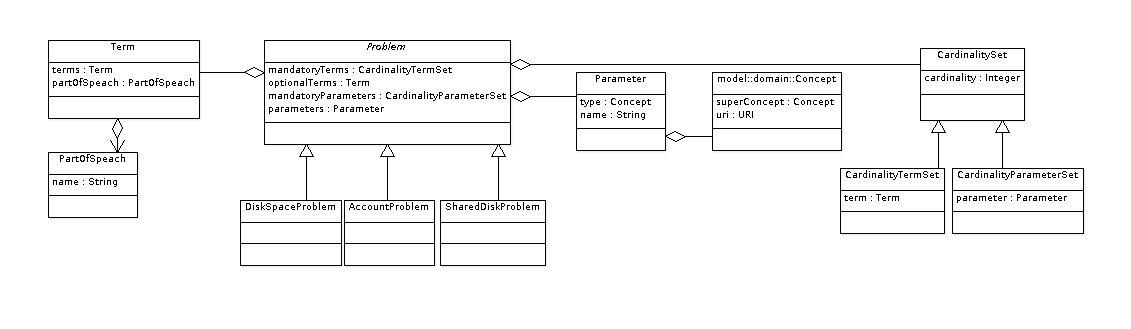 Term
terms : Term
partOfSpeach : PartOfSpeach
PartOfSpeach
name : String
Problem
mandatoryTerms : CardinalityTermSet
optionalTerms : Term
mandatoryParameters : CardinalityParameterSet
parameters : Parameter
DiskSpaceProblem
AccountProblem
SharedDiskProblem
Parameter
type : Concept
name : String
model::domain::Concept
superConcept : Concept
uri : URI
CardinalitySet
cardinality : Integer
CardinalityTermSet
term : Term
CardinalityParameterSet
parameter : Parameter